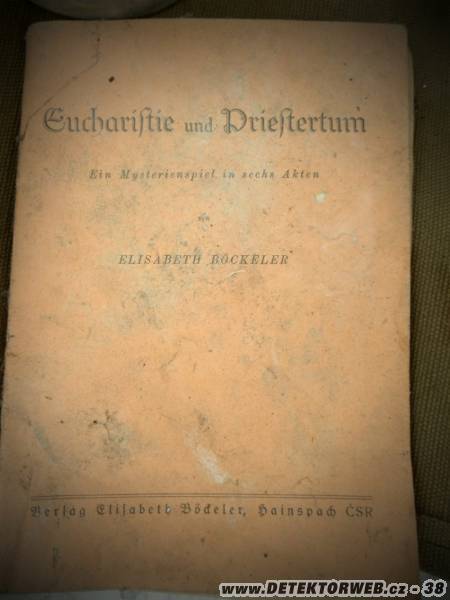 Euchariſtie und Prieſtertum
Ein Mysterienspiel in sechs Akten
von
ELISABETH BÖCKELER
Verlag Eliſabeth Böckeler, Hainspach ČSR
www.DETEKTORWEB.cz - 38